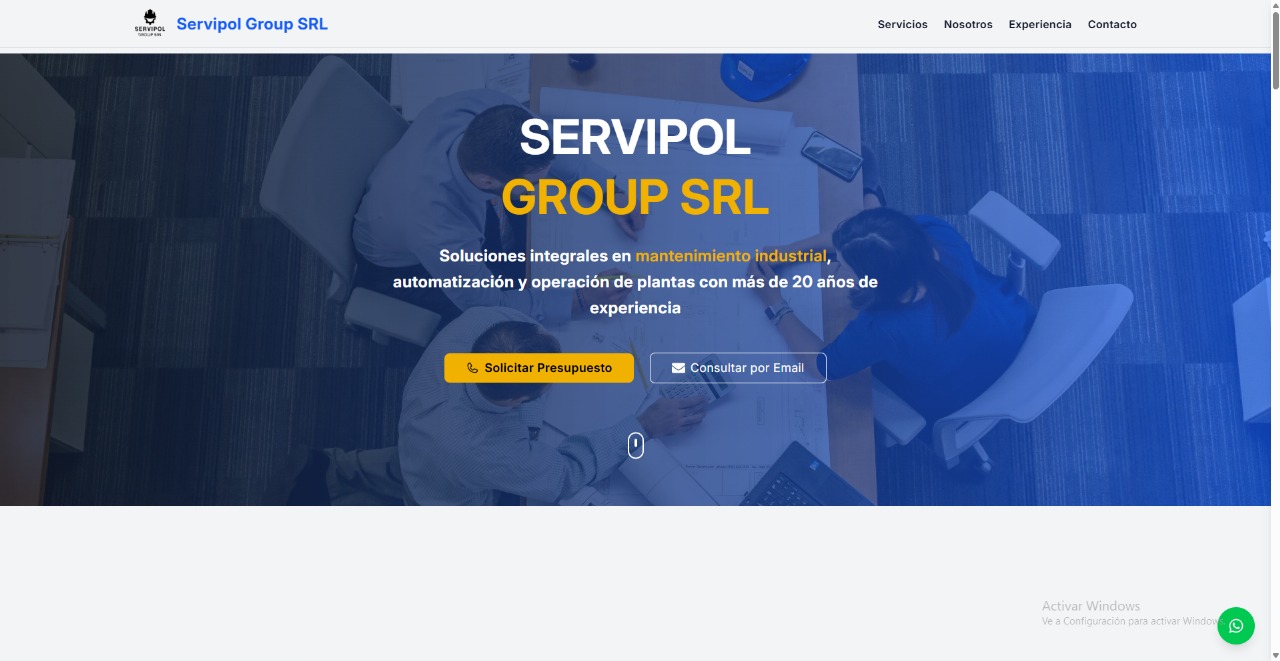 SERVIPOL
GROUP SRL
Servipol Group SRL
Servicios
Nosotros
Experiencia
Contacto
SERVIPOL
GROUP SRL
Soluciones integrales en mantenimiento industrial,
automatización y operación de plantas con más de 20 años de
experiencia
Solicitar Presupuesto
Consultar por Email
Activar Windows
Ve a Configuración para activar Windows